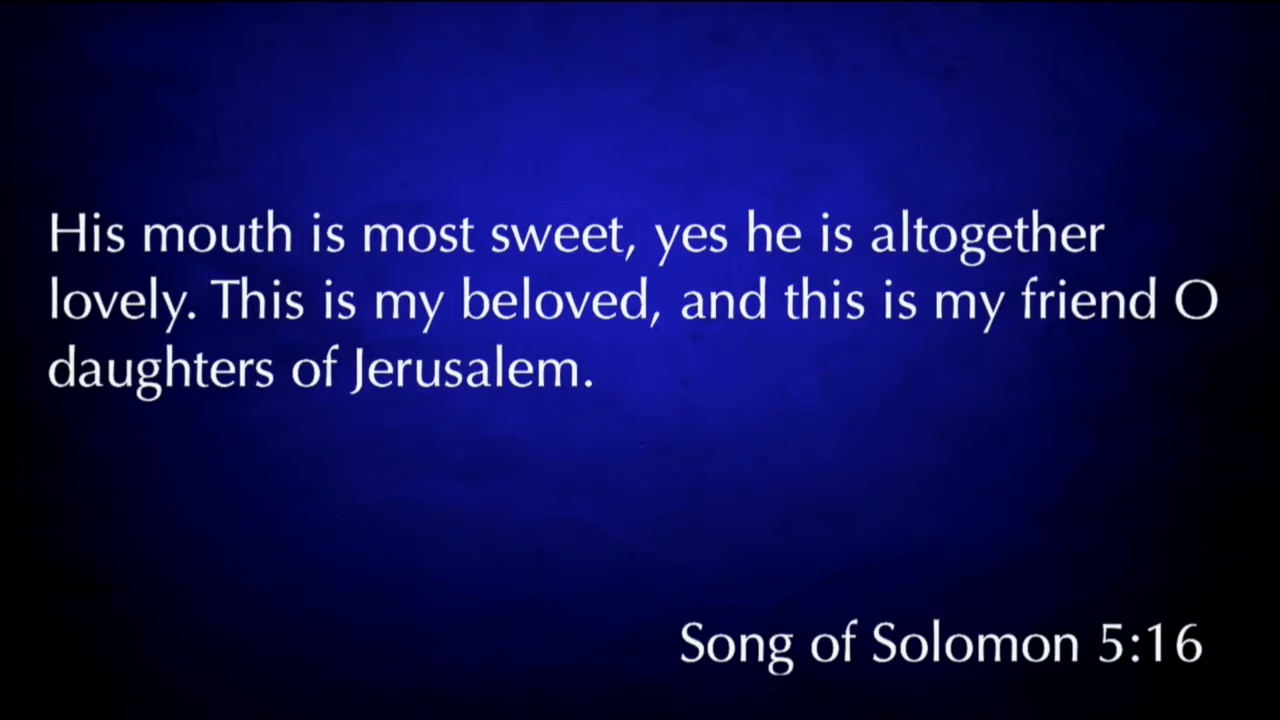 His mouth is most sweet, yes he is altogether
lovely. This is my beloved, and this is my friend O
daughters of Jerusalem.
Song of Solomon 5:16